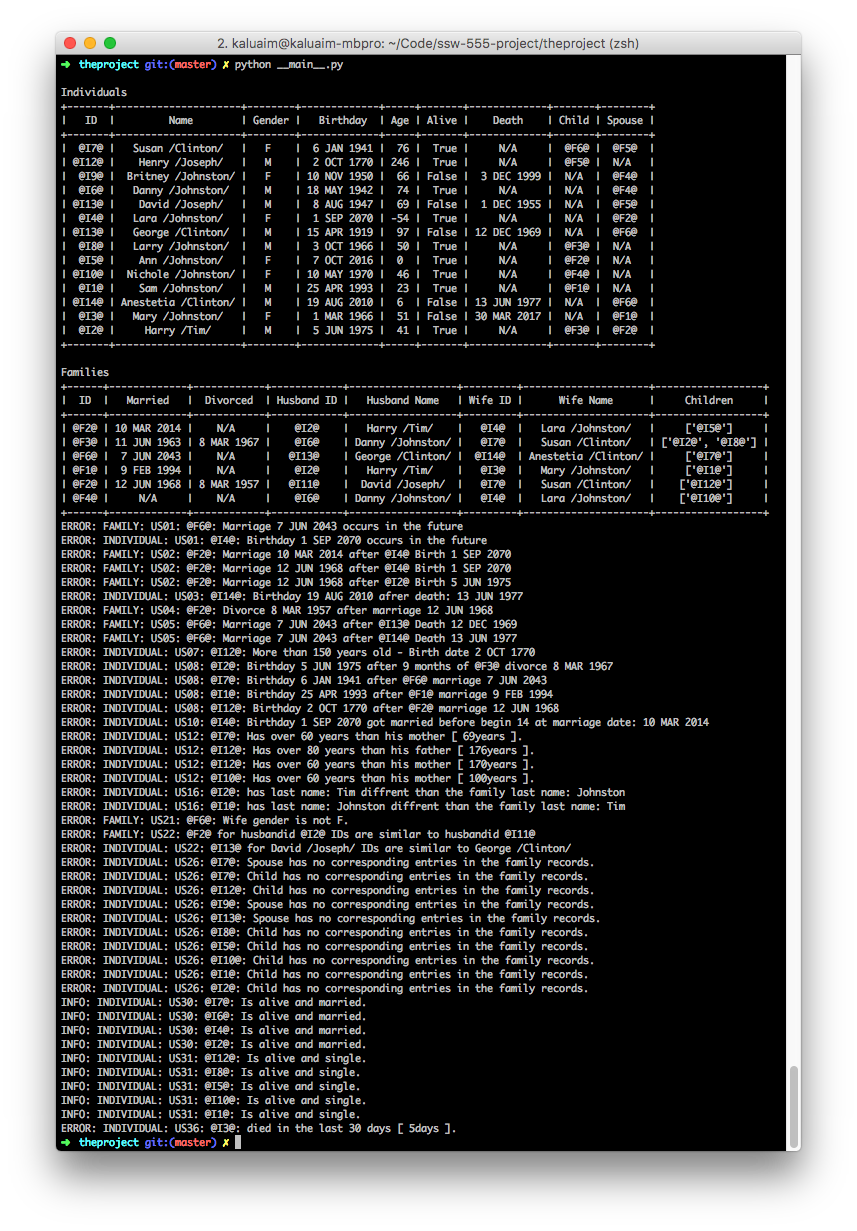 2. kaluaim@kaluaim-mbpro: ~/Code/ssw-555-project/theproject (zsh)
➜ theproject git:(master) ✗ python __main__.py
Individuals
+-------+---------------------+--------+-------------+-----+-------+-------------+-------+--------+
| ID | Name | Gender | Birthday | Age | Alive | Death | Child | Spouse |
+-------+---------------------+--------+-------------+-----+-------+-------------+-------+--------+
| @I7@ | Susan /Clinton/ | F | 6 JAN 1941 | 76 | True | N/A | @F6@ | @F5@ |
| @I12@ | Henry /Joseph/ | M | 2 OCT 1770 | 246 | True | N/A | @F5@ | N/A |
| @I9@ | Britney /Johnston/ | F | 10 NOV 1950 | 66 | False | 3 DEC 1999 | N/A | @F4@ |
| @I6@ | Danny /Johnston/ | M | 18 MAY 1942 | 74 | True | N/A | N/A | @F4@ |
| @I13@ | David /Joseph/ | M | 8 AUG 1947 | 69 | False | 1 DEC 1955 | N/A | @F5@ |
| @I4@ | Lara /Johnston/ | F | 1 SEP 2070 | -54 | True | N/A | N/A | @F2@ |
| @I13@ | George /Clinton/ | M | 15 APR 1919 | 97 | False | 12 DEC 1969 | N/A | @F6@ |
| @I8@ | Larry /Johnston/ | M | 3 OCT 1966 | 50 | True | N/A | @F3@ | N/A |
| @I5@ | Ann /Johnston/ | F | 7 OCT 2016 | 0 | True | N/A | @F2@ | N/A |
| @I10@ | Nichole /Johnston/ | F | 10 MAY 1970 | 46 | True | N/A | @F4@ | N/A |
| @I1@ | Sam /Johnston/ | M | 25 APR 1993 | 23 | True | N/A | @F1@ | N/A |
| @I14@ | Anestetia /Clinton/ | M | 19 AUG 2010 | 6 | False | 13 JUN 1977 | N/A | @F6@ |
| @I3@ | Mary /Johnston/ | F | 1 MAR 1966 | 51 | False | 30 MAR 2017 | N/A | @F1@ |
| @I2@ | Harry /Tim/ | M | 5 JUN 1975 | 41 | True | N/A | @F3@ | @F2@ |
+-------+---------------------+--------+-------------+-----+-------+-------------+-------+--------+
Families
+------+-------------+------------+------------+------------------+---------+---------------------+------------------+
| ID | Married | Divorced | Husband ID | Husband Name | Wife ID | Wife Name | Children |
+------+-------------+------------+------------+------------------+---------+---------------------+------------------+
| @F2@ | 10 MAR 2014 | N/A | @I2@ | Harry /Tim/ | @I4@ | Lara /Johnston/ | ['@I5@'] |
| @F3@ | 11 JUN 1963 | 8 MAR 1967 | @I6@ | Danny /Johnston/ | @I7@ | Susan /Clinton/ | ['@I2@', '@I8@'] |
| @F6@ | 7 JUN 2043 | N/A | @I13@ | George /Clinton/ | @I14@ | Anestetia /Clinton/ | ['@I7@'] |
| @F1@ | 9 FEB 1994 | N/A | @I2@ | Harry /Tim/ | @I3@ | Mary /Johnston/ | ['@I1@'] |
| @F2@ | 12 JUN 1968 | 8 MAR 1957 | @I11@ | David /Joseph/ | @I7@ | Susan /Clinton/ | ['@I12@'] |
| @F4@ | N/A | N/A | @I6@ | Danny /Johnston/ | @I4@ | Lara /Johnston/ | ['@I10@'] |
+------+-------------+------------+------------+------------------+---------+---------------------+------------------+
ERROR: FAMILY: US01: @F6@: Marriage 7 JUN 2043 occurs in the future
ERROR: INDIVIDUAL: US01: @I4@: Birthday 1 SEP 2070 occurs in the future
ERROR: FAMILY: US02: @F2@: Marriage 10 MAR 2014 after @I4@ Birth 1 SEP 2070
ERROR: FAMILY: US02: @F2@: Marriage 12 JUN 1968 after @I4@ Birth 1 SEP 2070
ERROR: FAMILY: US02: @F2@: Marriage 12 JUN 1968 after @I2@ Birth 5 JUN 1975
ERROR: INDIVIDUAL: US03: @I14@: Birthday 19 AUG 2010 afrer death: 13 JUN 1977
ERROR: FAMILY: US04: @F2@: Divorce 8 MAR 1957 after marriage 12 JUN 1968
ERROR: FAMILY: US05: @F6@: Marriage 7 JUN 2043 after @I13@ Death 12 DEC 1969
ERROR: FAMILY: US05: @F6@: Marriage 7 JUN 2043 after @I14@ Death 13 JUN 1977
ERROR: INDIVIDUAL: US07: @I12@: More than 150 years old - Birth date 2 OCT 1770
ERROR: INDIVIDUAL: US08: @I2@: Birthday 5 JUN 1975 after 9 months of @F3@ divorce 8 MAR 1967
ERROR: INDIVIDUAL: US08: @I7@: Birthday 6 JAN 1941 after @F6@ marriage 7 JUN 2043
ERROR: INDIVIDUAL: US08: @I1@: Birthday 25 APR 1993 after @F1@ marriage 9 FEB 1994
ERROR: INDIVIDUAL: US08: @I12@: Birthday 2 OCT 1770 after @F2@ marriage 12 JUN 1968
ERROR: INDIVIDUAL: US10: @I4@: Birthday 1 SEP 2070 got married before begin 14 at marriage date: 10 MAR 2014
ERROR: INDIVIDUAL: US12: @I7@: Has over 60 years than his mother [ 69years ].
ERROR: INDIVIDUAL: US12: @I12@: Has over 80 years than his father [ 176years ].
ERROR: INDIVIDUAL: US12: @I12@: Has over 60 years than his mother [ 170years ].
ERROR: INDIVIDUAL: US12: @I10@: Has over 60 years than his mother [ 100years ].
ERROR: INDIVIDUAL: US16: @I2@: has last name: Tim diffrent than the family last name: Johnston
ERROR: INDIVIDUAL: US16: @I1@: has last name: Johnston diffrent than the family last name: Tim
ERROR: FAMILY: US21: @F6@: Wife gender is not F.
ERROR: FAMILY: US22: @F2@ for husbandid @I2@ IDs are similar to husbandid @I11@
ERROR: INDIVIDUAL: US22: @I13@ for David /Joseph/ IDs are similar to George /Clinton/
ERROR: INDIVIDUAL: US26: @I7@: Spouse has no corresponding entries in the family records.
ERROR: INDIVIDUAL: US26: @I7@: Child has no corresponding entries in the family records.
ERROR: INDIVIDUAL: US26: @I12@: Child has no corresponding entries in the family records.
ERROR: INDIVIDUAL: US26: @I9@: Spouse has no corresponding entries in the family records.
ERROR: INDIVIDUAL: US26: @I13@: Spouse has no corresponding entries in the family records.
ERROR: INDIVIDUAL: US26: @I8@: Child has no corresponding entries in the family records.
ERROR: INDIVIDUAL: US26: @I5@: Child has no corresponding entries in the family records.
ERROR: INDIVIDUAL: US26: @I10@: Child has no corresponding entries in the family records.
ERROR: INDIVIDUAL: US26: @I1@: Child has no corresponding entries in the family records.
ERROR: INDIVIDUAL: US26: @I2@: Child has no corresponding entries in the family records.
INFO: INDIVIDUAL: US30: @I7@: Is alive and married.
INFO: INDIVIDUAL: US30: @I6@: Is alive and married.
INFO: INDIVIDUAL: US30: @I4@: Is alive and married.
INFO: INDIVIDUAL: US30: @I2@: Is alive and married.
INFO: INDIVIDUAL: US31: @I12@: Is alive and single.
INFO: INDIVIDUAL: US31: @I8@: Is alive and single.
INFO: INDIVIDUAL: US31: @I5@: Is alive and single.
INFO: INDIVIDUAL: US31: @I10@: Is alive and single.
INFO: INDIVIDUAL: US31: @I1@: Is alive and single.
ERROR: INDIVIDUAL: US36: @I3@: died in the last 30 days [ 5days ].
➜ theproject git:(master) ✗